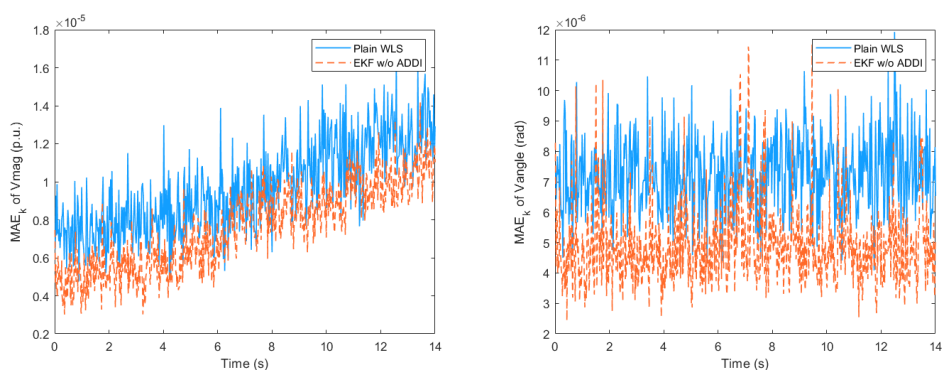 ×10⁻⁵
1.8
1.6
1.4
1.2
1
0.8
0.6
0.4
0.2
MAEₖ of Vmag (p.u.)
Plain WLS
EKF w/o ADDI
0 2 4 6 8 10 12 14
Time (s)
×10⁻⁶
12
11
10
9
8
7
6
5
4
3
2
MAEₖ of Vangle (rad)
Plain WLS
EKF w/o ADDI
0 2 4 6 8 10 12 14
Time (s)